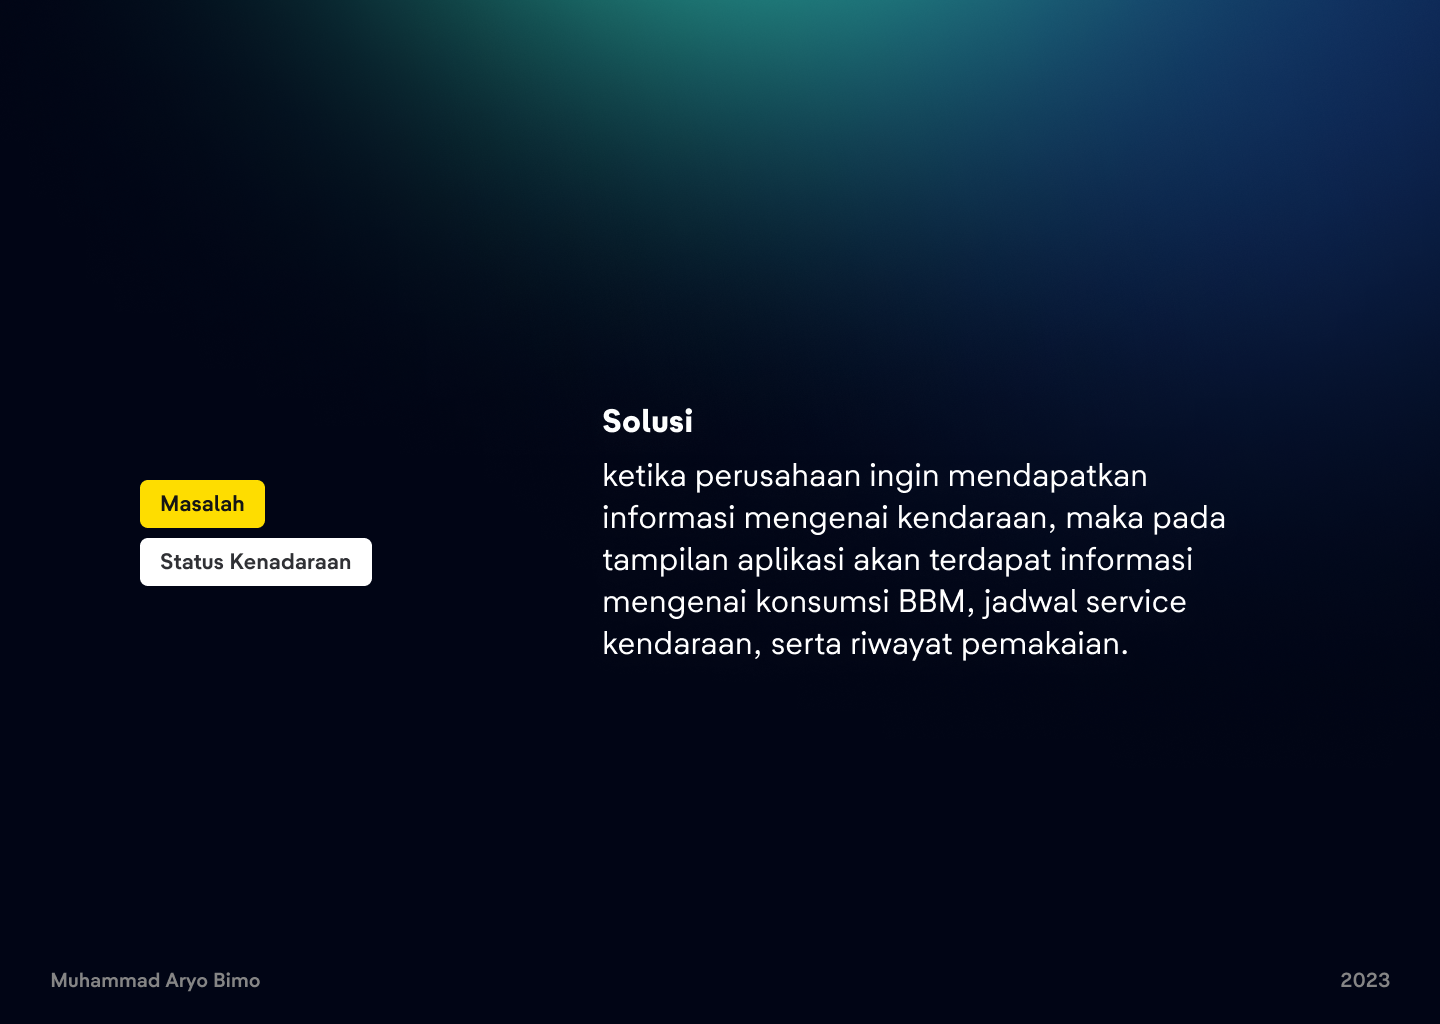 Masalah
Status Kenadaraan
Solusi
ketika perusahaan ingin mendapatkan
informasi mengenai kendaraan, maka pada
tampilan aplikasi akan terdapat informasi
mengenai konsumsi BBM, jadwal service
kendaraan, serta riwayat pemakaian.
Muhammad Aryo Bimo
2023